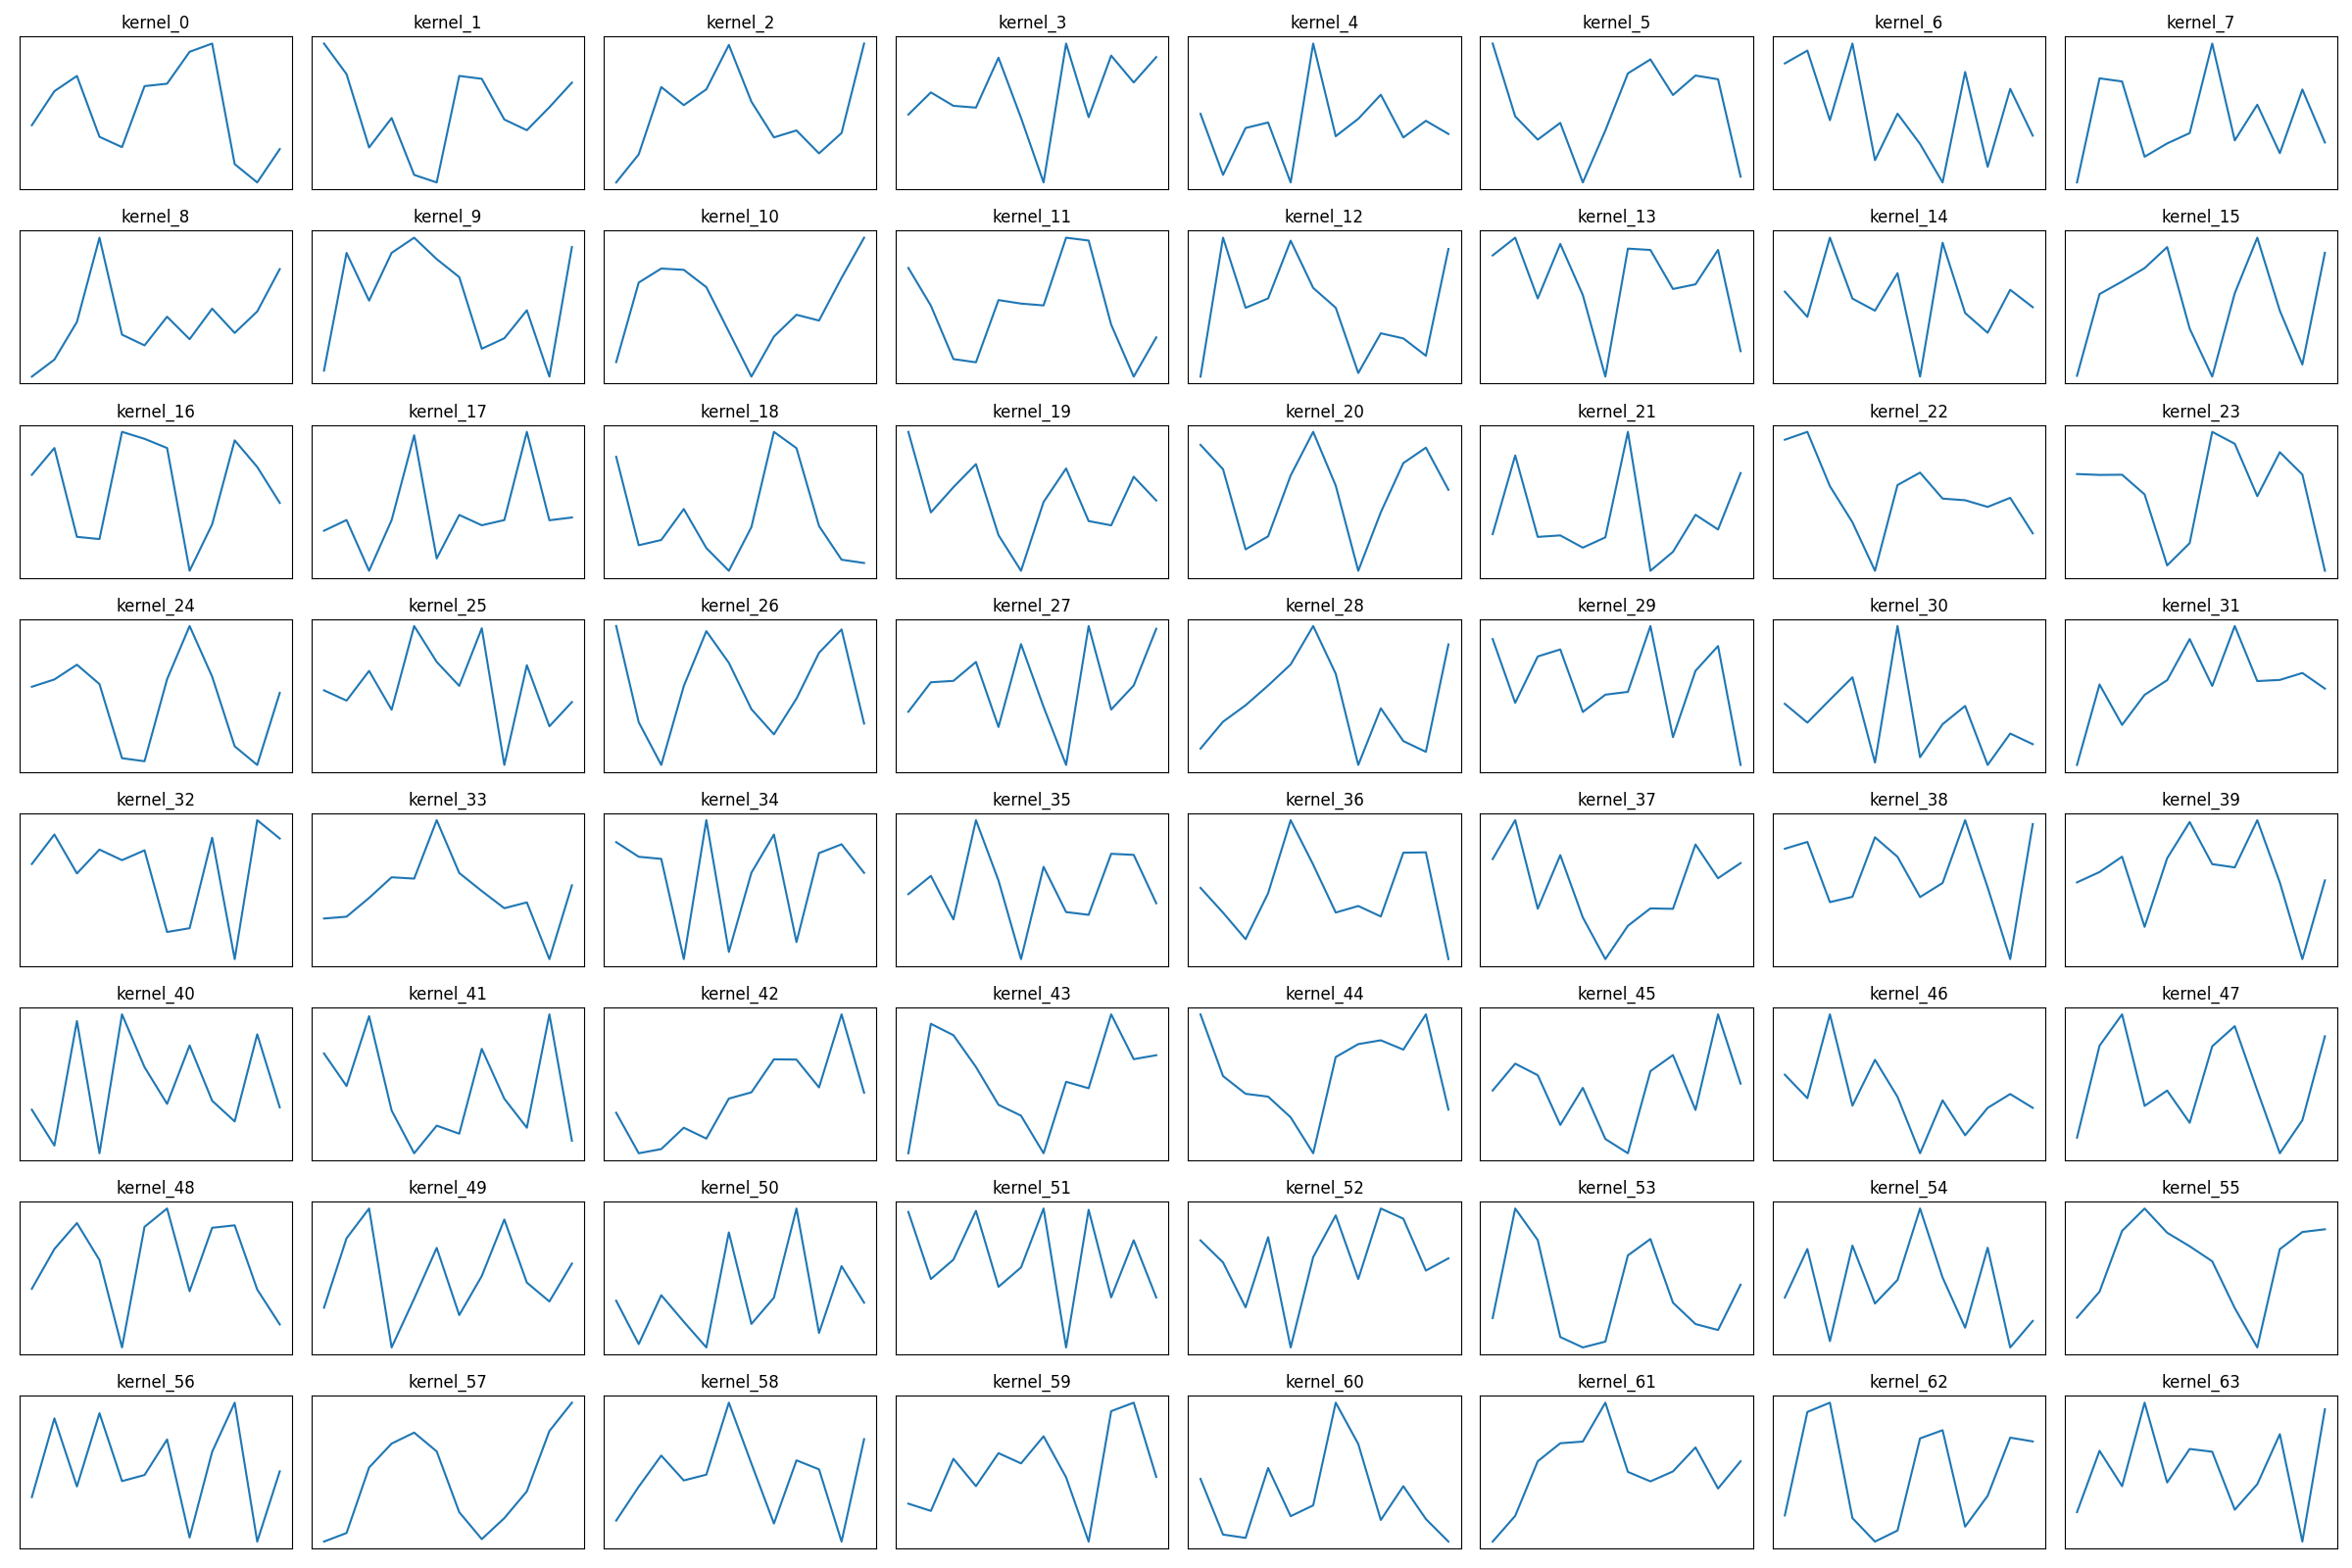 kernel_0 kernel_1 kernel_2 kernel_3 kernel_4 kernel_5 kernel_6 kernel_7
kernel_8 kernel_9 kernel_10 kernel_11 kernel_12 kernel_13 kernel_14 kernel_15
kernel_16 kernel_17 kernel_18 kernel_19 kernel_20 kernel_21 kernel_22 kernel_23
kernel_24 kernel_25 kernel_26 kernel_27 kernel_28 kernel_29 kernel_30 kernel_31
kernel_32 kernel_33 kernel_34 kernel_35 kernel_36 kernel_37 kernel_38 kernel_39
kernel_40 kernel_41 kernel_42 kernel_43 kernel_44 kernel_45 kernel_46 kernel_47
kernel_48 kernel_49 kernel_50 kernel_51 kernel_52 kernel_53 kernel_54 kernel_55
kernel_56 kernel_57 kernel_58 kernel_59 kernel_60 kernel_61 kernel_62 kernel_63